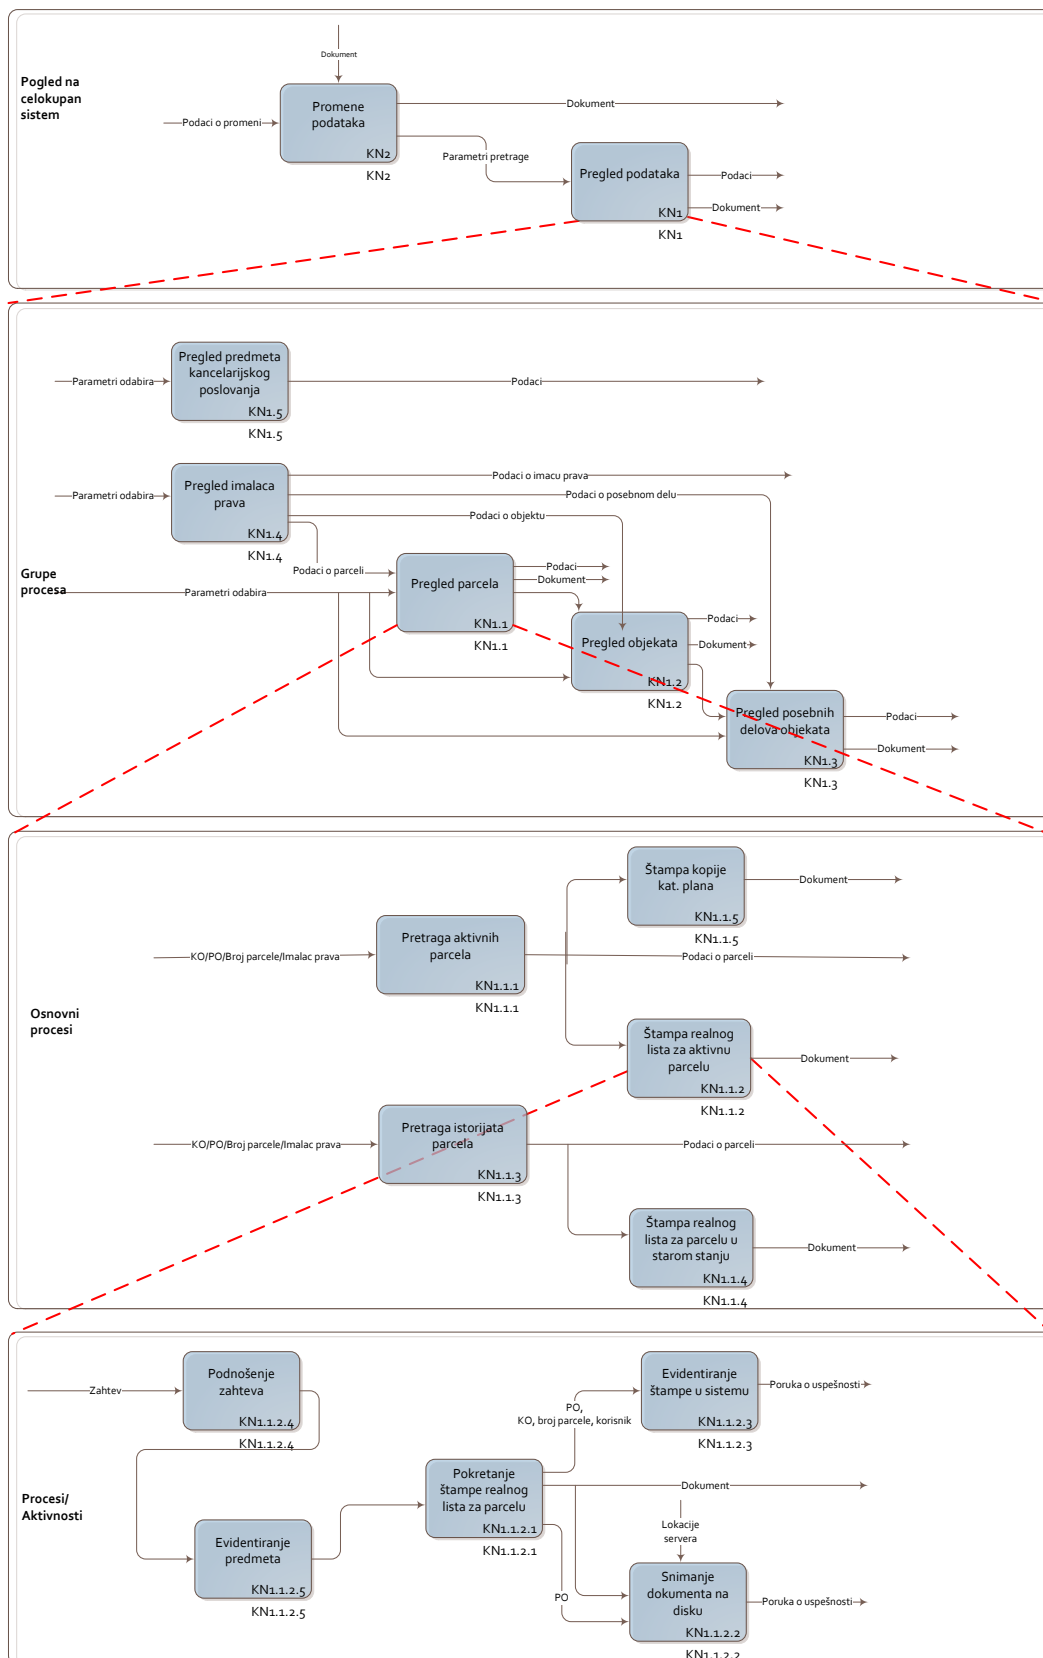 Dokument
Pogled na
celokupan
sistem
Promene
podataka
KN2
KN2
Podaci o promeni
Dokument
Parametri pretrage
Pregled podataka
KN1
KN1
Podaci
Dokument
Pregled predmeta
kancelarijskog
poslovanja
KN1.5
KN1.5
Parametri odabira
Podaci
Pregled imalaca
prava
KN1.4
KN1.4
Parametri odabira
Podaci o imacu prava
Podaci o posebnom delu
Podaci o objektu
Podaci o parceli
Grupe
procesa
Parametri odabira
Pregled parcela
KN1.1
KN1.1
Podaci
Dokument
Pregled objekata
KN1.2
KN1.2
Podaci
Dokument
Pregled posebnih
delova objekata
KN1.3
KN1.3
Podaci
Dokument
Štampa kopije
kat. plana
KN1.1.5
KN1.1.5
Dokument
Pretraga aktivnih
parcela
KN1.1.1
KN1.1.1
KO/PO/Broj parcele/Imalac prava
Podaci o parceli
Osnovni
procesi
Štampa realnog
lista za aktivnu
parcelu
KN1.1.2
KN1.1.2
Dokument
Pretraga istorijata
parcela
KN1.1.3
KN1.1.3
KO/PO/Broj parcele/Imalac prava
Podaci o parceli
Štampa realnog
lista za parcelu u
starom stanju
KN1.1.4
KN1.1.4
Dokument
Zahtev
Podnošenje
zahteva
KN1.1.2.4
KN1.1.2.4
Evidentiranje
štampe u sistemu
KN1.1.2.3
KN1.1.2.3
Poruka o uspešnosti
PO,
KO, broj parcele, korisnik
Procesi/
Aktivnosti
Pokretanje
štampe realnog
lista za parcelu
KN1.1.2.1
KN1.1.2.1
Dokument
Evidentiranje
predmeta
KN1.1.2.5
KN1.1.2.5
Lokacije
servera
PO
Snimanje
dokumenta na
disku
KN1.1.2.2
KN1.1.2.2
Poruka o uspešnosti